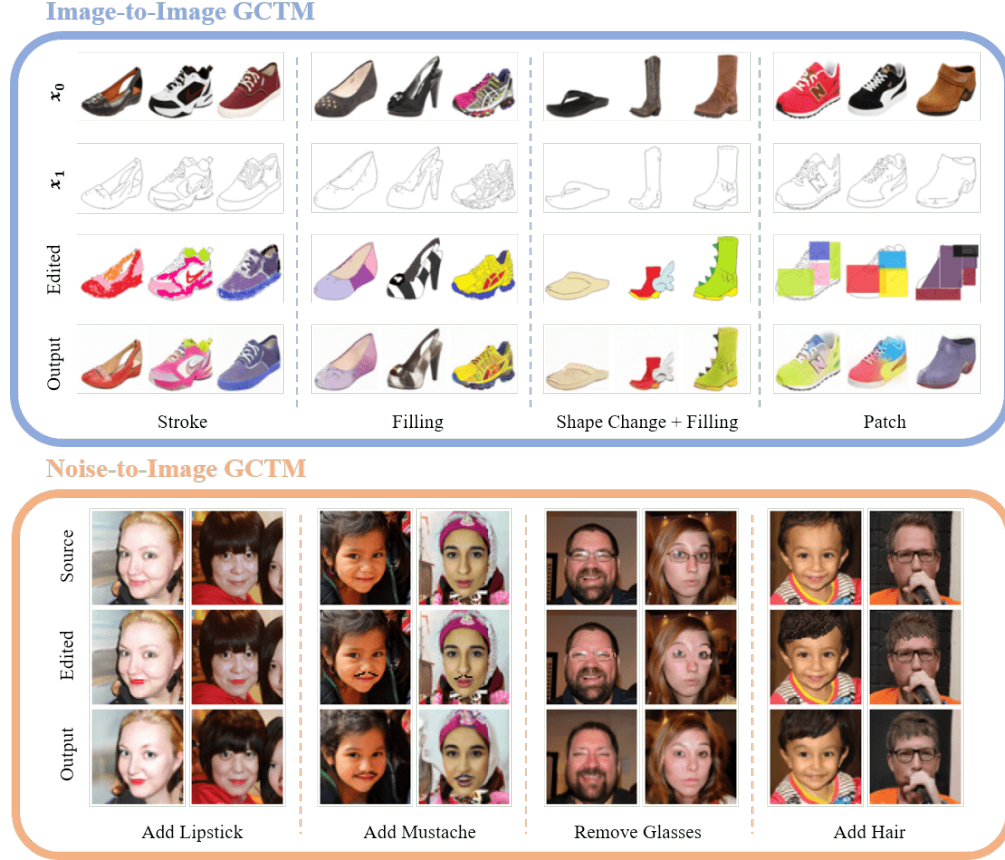 Image-to-Image GCTM
x₀
x₁
Edited
Output
Stroke
Filling
Shape Change + Filling
Patch
Noise-to-Image GCTM
Source
Edited
Output
Add Lipstick
Add Mustache
Remove Glasses
Add Hair